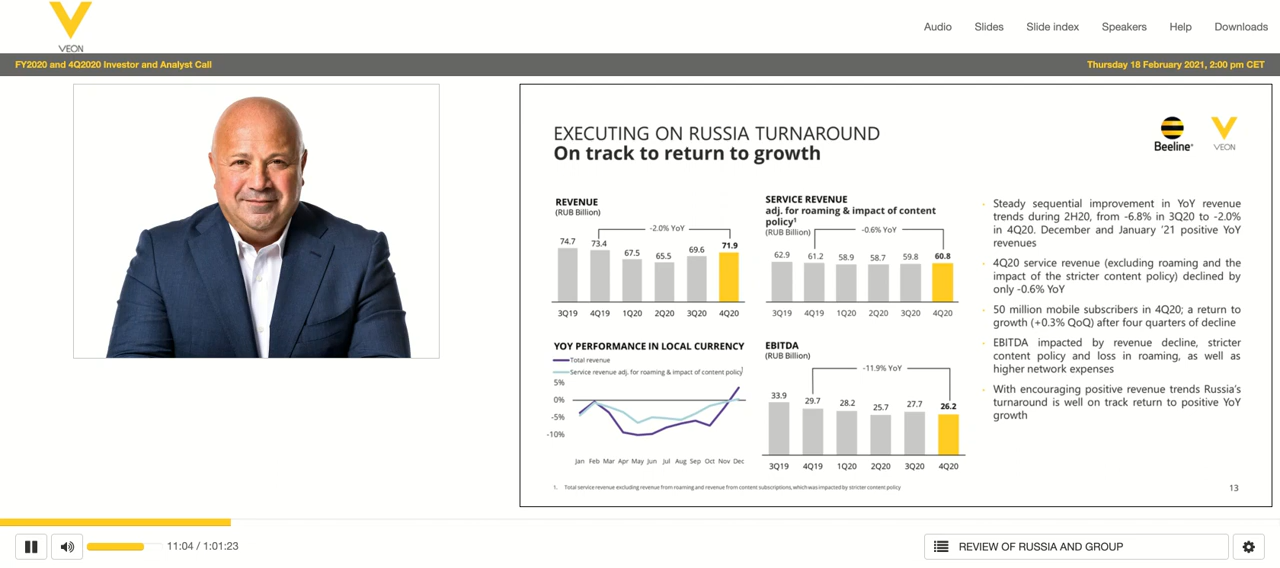 VEON
Audio Slides Slide index Speakers Help Downloads
FY2020 and 4Q2020 Investor and Analyst Call
Thursday 18 February 2021, 2:00 pm CET
EXECUTING ON RUSSIA TURNAROUND
On track to return to growth
Beeline®
VEON
REVENUE
(RUB Billion)
-2.0% YoY
74.7 73.4 67.5 65.5 69.6 71.9
3Q19 4Q19 1Q20 2Q20 3Q20 4Q20
SERVICE REVENUE
adj. for roaming & impact of content
policy¹
(RUB Billion)
-0.6% YoY
62.9 61.2 58.9 58.7 59.8 60.8
3Q19 4Q19 1Q20 2Q20 3Q20 4Q20
YOY PERFORMANCE IN LOCAL CURRENCY
Total revenue
Service revenue adj. for roaming & impact of content policy¹
5%
0%
-5%
-10%
Jan Feb Mar Apr May Jun Jul Aug Sep Oct Nov Dec
EBITDA
(RUB Billion)
-11.9% YoY
33.9 29.7 28.2 25.7 27.7 26.2
3Q19 4Q19 1Q20 2Q20 3Q20 4Q20
Steady sequential improvement in YoY revenue
trends during 2H20, from -6.8% in 3Q20 to -2.0%
in 4Q20. December and January '21 positive YoY
revenues
4Q20 service revenue (excluding roaming and the
impact of the stricter content policy) declined by
only -0.6% YoY
50 million mobile subscribers in 4Q20; a return to
growth (+0.3% QoQ) after four quarters of decline
EBITDA impacted by revenue decline, stricter
content policy and loss in roaming, as well as
higher network expenses
With encouraging positive revenue trends Russia's
turnaround is well on track return to positive YoY
growth
1. Total service revenue excluding revenue from roaming and revenue from content subscriptions, which was impacted by stricter content policy
13
11:04 / 1:01:23
REVIEW OF RUSSIA AND GROUP